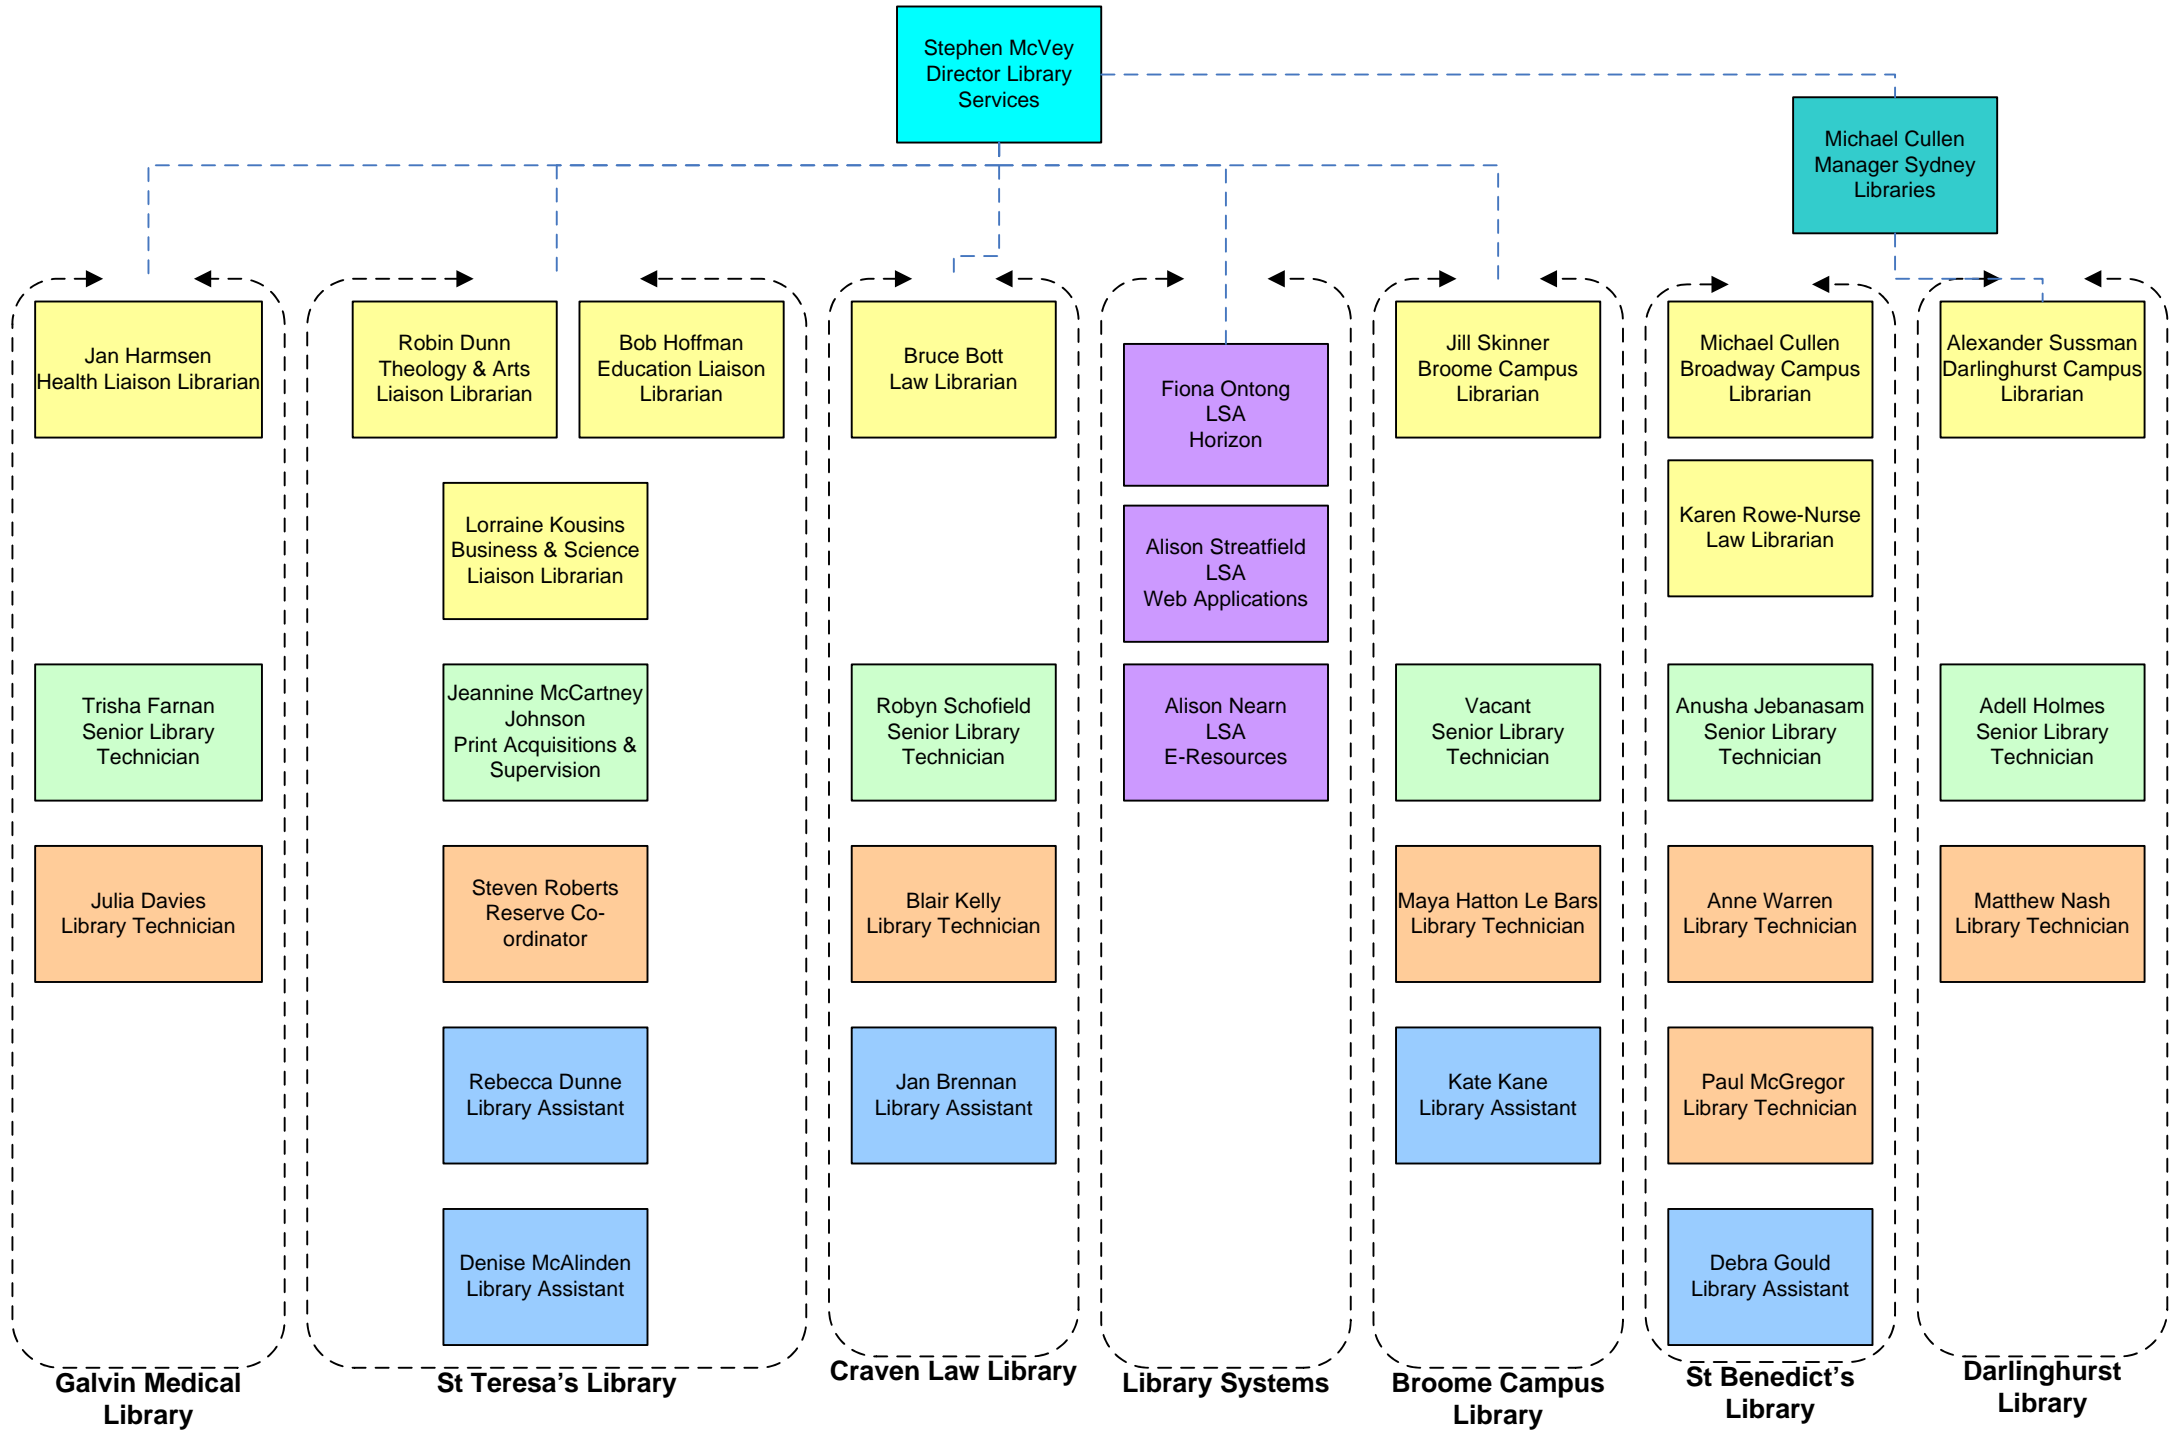 Stephen McVey
Director Library
Services
Michael Cullen
Manager Sydney
Libraries
Jan Harmsen
Health Liaison Librarian
Robin Dunn
Theology & Arts
Liaison Librarian
Bob Hoffman
Education Liaison
Librarian
Bruce Bott
Law Librarian
Fiona Ontong
LSA
Horizon
Jill Skinner
Broome Campus
Librarian
Michael Cullen
Broadway Campus
Librarian
Alexander Sussman
Darlinghurst Campus
Librarian
Lorraine Kousins
Business & Science
Liaison Librarian
Alison Streatfield
LSA
Web Applications
Karen Rowe-Nurse
Law Librarian
Trisha Farnan
Senior Library
Technician
Jeannine McCartney
Johnson
Print Acquisitions &
Supervision
Robyn Schofield
Senior Library
Technician
Alison Nearn
LSA
E-Resources
Vacant
Senior Library
Technician
Anusha Jebanasam
Senior Library
Technician
Adell Holmes
Senior Library
Technician
Julia Davies
Library Technician
Steven Roberts
Reserve Co-
ordinator
Blair Kelly
Library Technician
Maya Hatton Le Bars
Library Technician
Anne Warren
Library Technician
Matthew Nash
Library Technician
Rebecca Dunne
Library Assistant
Jan Brennan
Library Assistant
Kate Kane
Library Assistant
Paul McGregor
Library Technician
Denise McAlinden
Library Assistant
Debra Gould
Library Assistant
Galvin Medical
Library
St Teresa's Library
Craven Law Library
Library Systems
Broome Campus
Library
St Benedict's
Library
Darlinghurst
Library